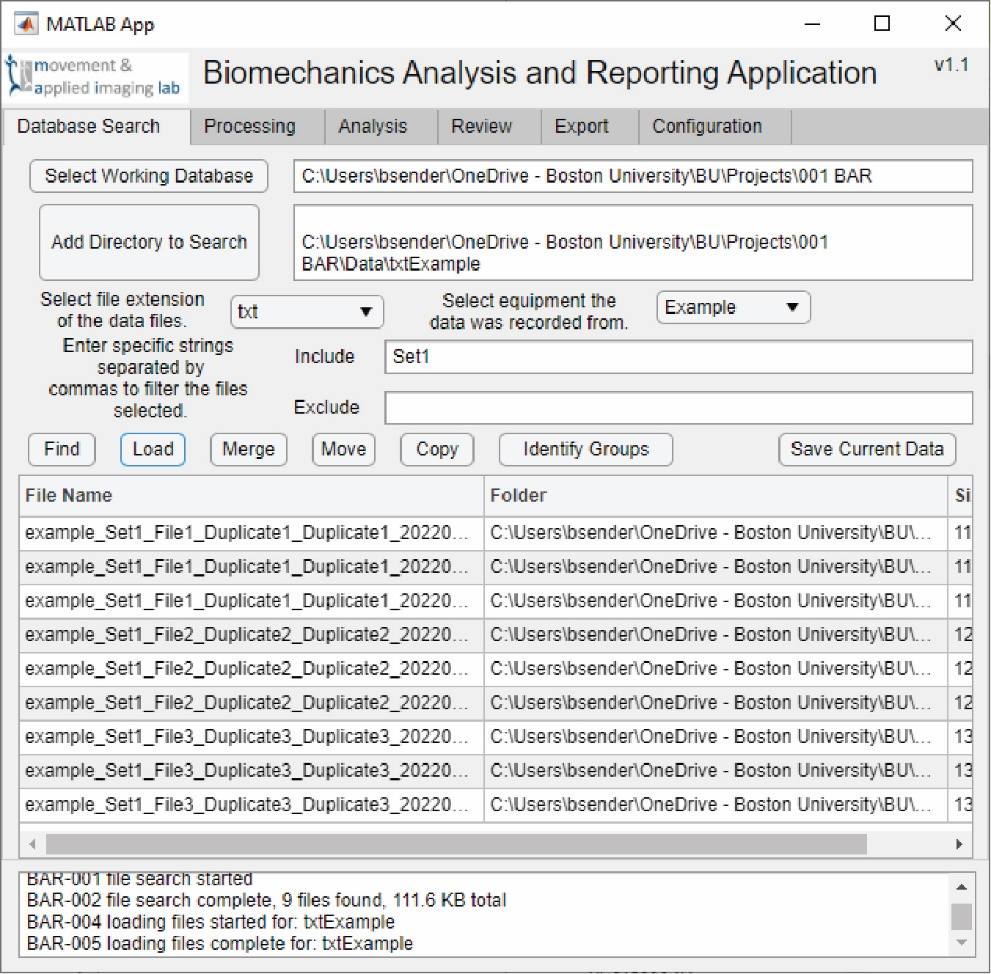 MATLAB App
movement &
applied imaging lab
Biomechanics Analysis and Reporting Application
v1.1
Database Search Processing Analysis Review Export Configuration
Select Working Database C:\Users\bsender\OneDrive - Boston University\BU\Projects\001 BAR
Add Directory to Search
C:\Users\bsender\OneDrive - Boston University\BU\Projects\001
BAR\Data\txtExample
Select file extension
of the data files.
txt
Select equipment the
data was recorded from.
Example
Enter specific strings
separated by
commas to filter the files
selected.
Include Set1
Exclude
Find Load Merge Move Copy Identify Groups Save Current Data
File Name Folder Si
example_Set1_File1_Duplicate1_Duplicate1_20220... C:\Users\bsender\OneDrive - Boston University\BU\... 11
example_Set1_File1_Duplicate1_Duplicate1_20220... C:\Users\bsender\OneDrive - Boston University\BU\... 11
example_Set1_File1_Duplicate1_Duplicate1_20220... C:\Users\bsender\OneDrive - Boston University\BU\... 11
example_Set1_File2_Duplicate2_Duplicate2_20220... C:\Users\bsender\OneDrive - Boston University\BU\... 12
example_Set1_File2_Duplicate2_Duplicate2_20220... C:\Users\bsender\OneDrive - Boston University\BU\... 12
example_Set1_File2_Duplicate2_Duplicate2_20220... C:\Users\bsender\OneDrive - Boston University\BU\... 12
example_Set1_File3_Duplicate3_Duplicate3_20220... C:\Users\bsender\OneDrive - Boston University\BU\... 13
example_Set1_File3_Duplicate3_Duplicate3_20220... C:\Users\bsender\OneDrive - Boston University\BU\... 13
example_Set1_File3_Duplicate3_Duplicate3_20220... C:\Users\bsender\OneDrive - Boston University\BU\... 13
BAR-001 file search started
BAR-002 file search complete, 9 files found, 111.6 KB total
BAR-004 loading files started for: txtExample
BAR-005 loading files complete for: txtExample